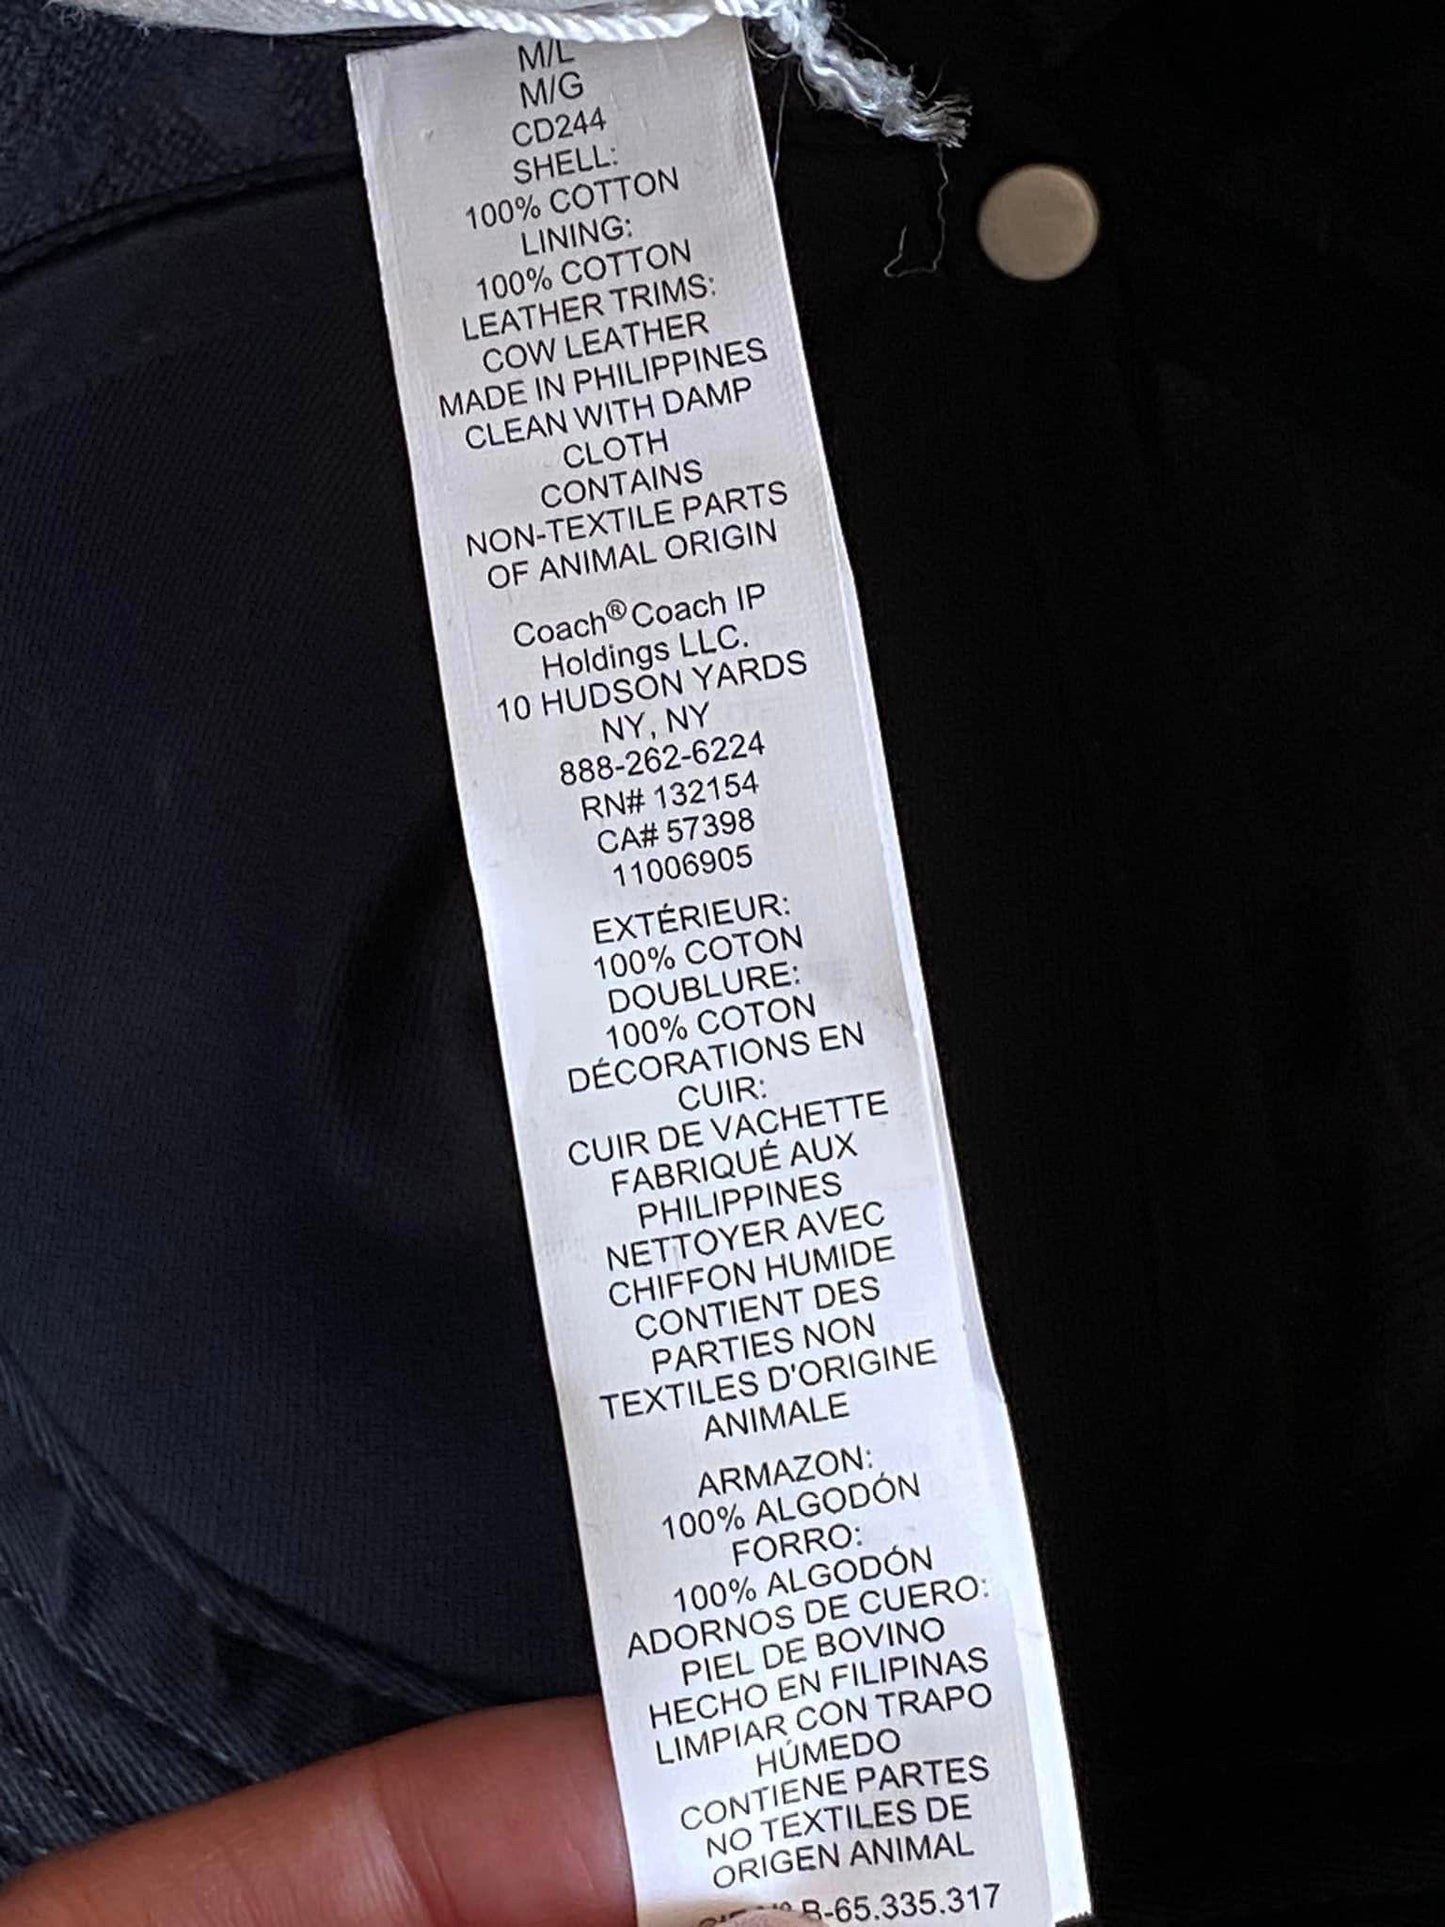 M/L
M/G
CD244
SHELL:
100% COTTON
LINING:
100% COTTON
LEATHER TRIMS:
COW LEATHER
MADE IN PHILIPPINES
CLEAN WITH DAMP
CLOTH
CONTAINS
NON-TEXTILE PARTS
OF ANIMAL ORIGIN
Coach® Coach IP
Holdings LLC.
10 HUDSON YARDS
NY, NY
888-262-6224
RN# 132154
CA# 57398
11006905
EXTÉRIEUR:
100% COTON
DOUBLURE:
100% COTON
DÉCORATIONS EN
CUIR:
CUIR DE VACHETTE
FABRIQUÉ AUX
PHILIPPINES
NETTOYER AVEC
CHIFFON HUMIDE
CONTIENT DES
PARTIES NON
TEXTILES D'ORIGINE
ANIMALE
ARMAZON:
100% ALGODÓN
FORRO:
100% ALGODÓN
ADORNOS DE CUERO:
PIEL DE BOVINO
HECHO EN FILIPINAS
LIMPIAR CON TRAPO
HÚMEDO
CONTIENE PARTES
NO TEXTILES DE
ORIGEN ANIMAL
B-65.335.317